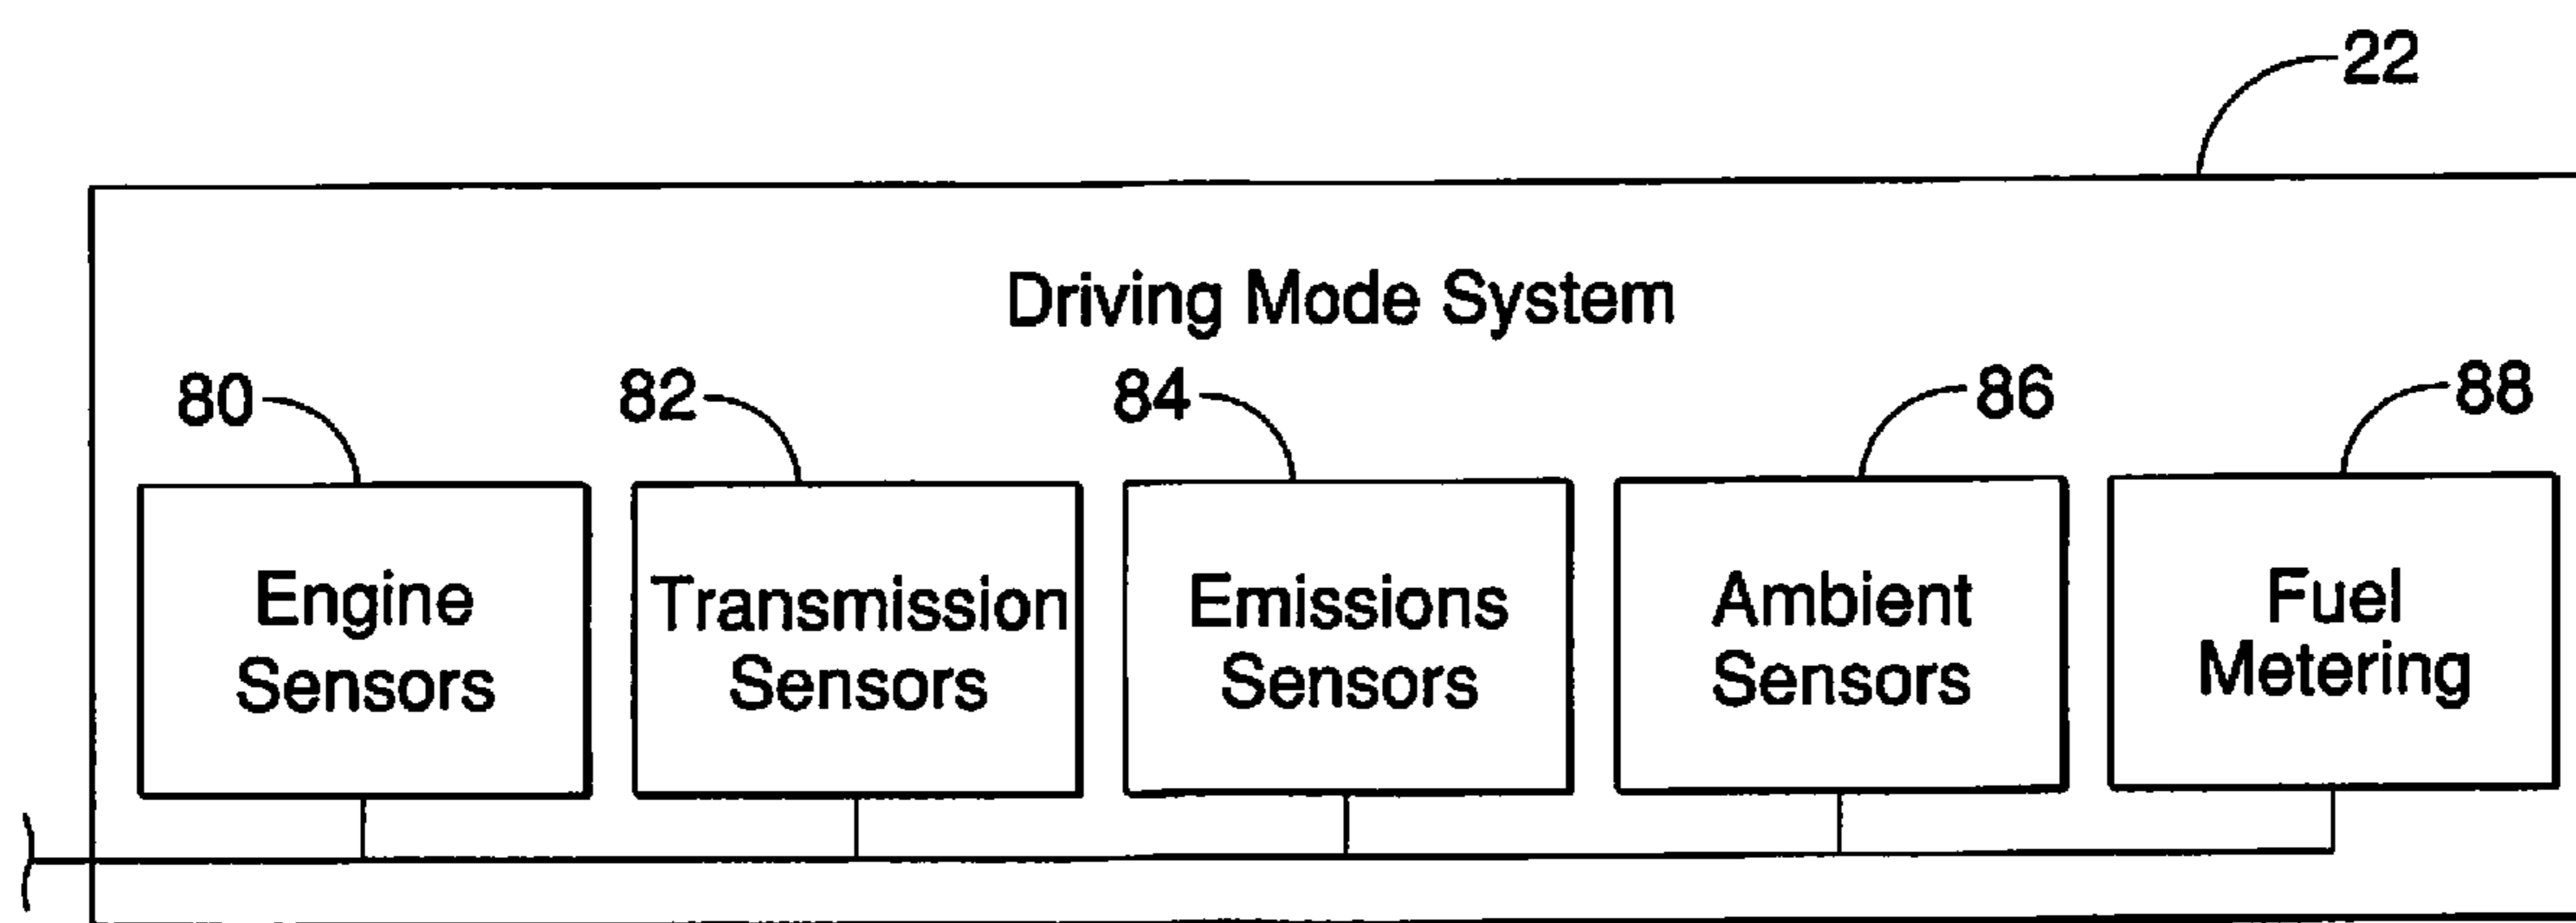 22
Driving Mode System
80
82
84
86
88
Engine
Sensors
Transmission
Sensors
Emissions
Sensors
Ambient
Sensors
Fuel
Metering